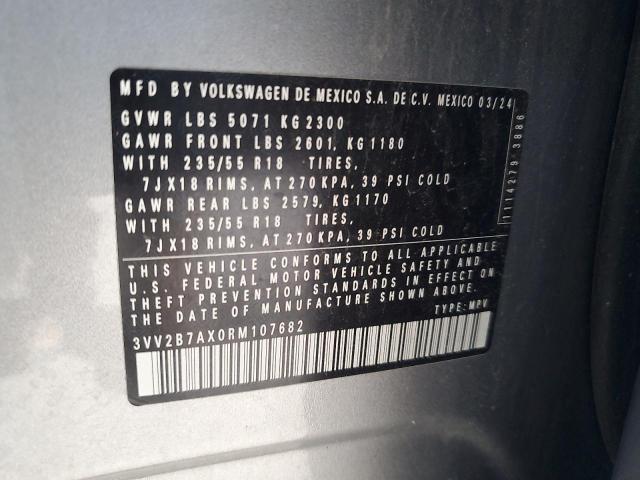 MFD BY VOLKSWAGEN DE MEXICO S.A. DE C.V. MEXICO 03/24
GVWR LBS 5071 KG 2300
GAWR FRONT LBS 2601, KG 1180
WITH 235/55 R18 TIRES,
7JX18 RIMS, AT 270 KPA, 39 PSI COLD
GAWR REAR LBS 2579, KG 1170
WITH 235/55 R18 TIRES,
7JX18 RIMS, AT 270 KPA, 39 PSI COLD
THIS VEHICLE CONFORMS TO ALL APPLICABLE
U.S. FEDERAL MOTOR VEHICLE SAFETY AND
THEFT PREVENTION STANDARDS IN EFFECT ON
THE DATE OF MANUFACTURE SHOWN ABOVE.
TYPE: MPV
3VV2B7AX0RM107682
1114279 3886